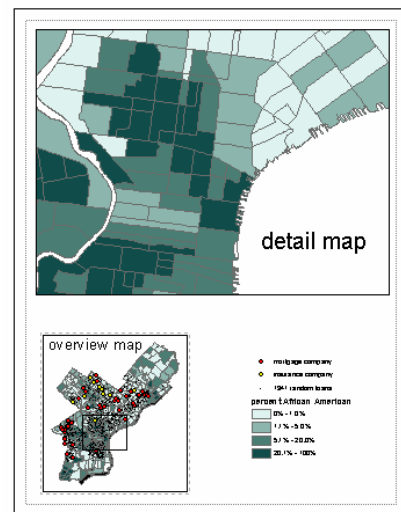 detail map
overview map
mortgage company
insurance company
1941 random loans
percent African American
0% - 1.0%
1.1% - 5.0%
5.1% - 20.0%
20.1% - 100%